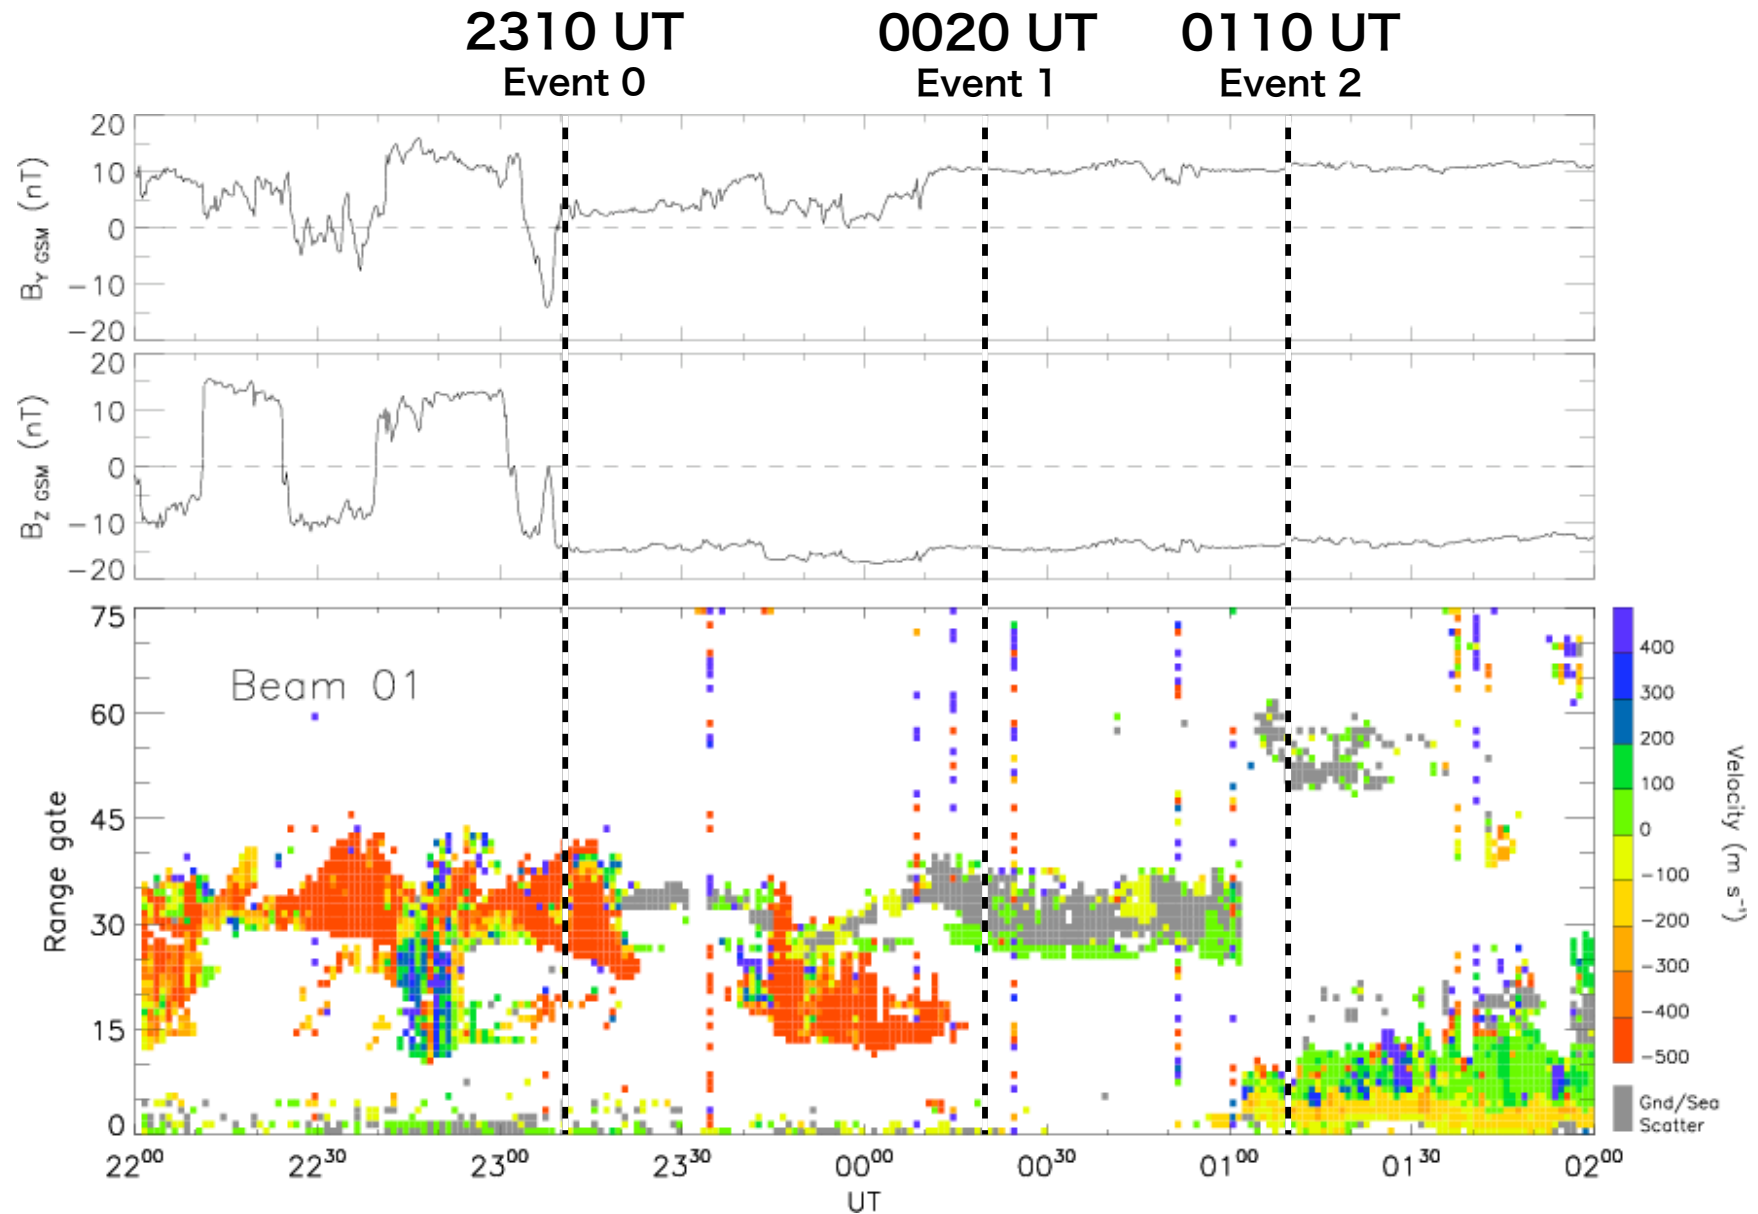 2310 UT 0020 UT 0110 UT
Event 0 Event 1 Event 2
20
10
0
−10
−20
B_Y GSM (nT)
20
10
0
−10
−20
B_Z GSM (nT)
75
60
45
30
15
0
Range gate
Beam 01
400
300
200
100
0
−100
−200
−300
−400
−500
Velocity (m s⁻¹)
Gnd/Sea
Scatter
22⁰⁰ 22³⁰ 23⁰⁰ 23³⁰ 00⁰⁰ 00³⁰ 01⁰⁰ 01³⁰ 02⁰⁰
UT